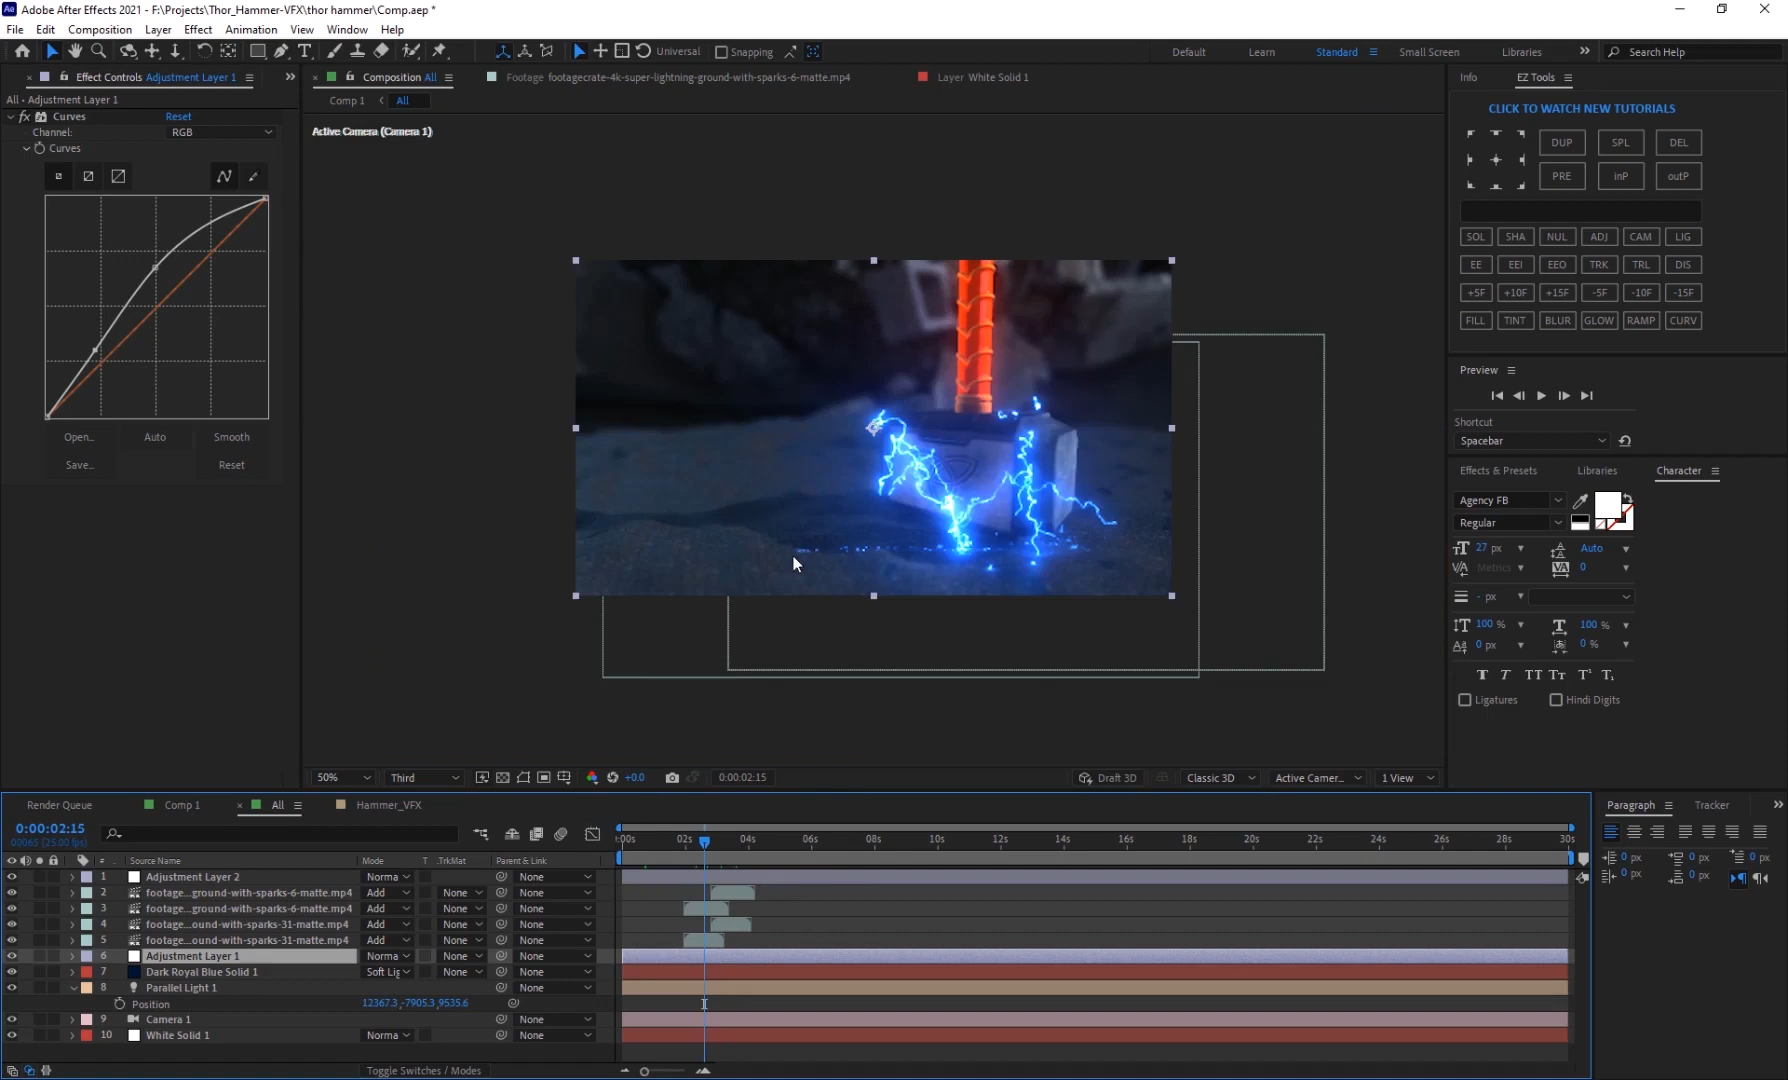 Adobe After Effects 2021 - F:\Projects\Thor_Hammer-VFX\thor hammer\Comp.aep *
File Edit Composition Layer Effect Animation View Window Help
Universal Snapping Default Learn Standard Small Screen Libraries Search Help
Effect Controls Adjustment Layer 1
Composition All
Footage footagecrate-4k-super-lightning-ground-with-sparks-6-matte.mp4
Layer White Solid 1
Info EZ Tools
All • Adjustment Layer 1
Comp 1 All
fx Curves Reset
Channel: RGB
Curves
Open... Auto Smooth
Save... Reset
Active Camera (Camera 1)
CLICK TO WATCH NEW TUTORIALS
DUP SPL DEL
PRE inP outP
SOL SHA NUL ADJ CAM LIG
EE EEI EEO TRK TRL DIS
+5F +10F +15F -5F -10F -15F
FILL TINT BLUR GLOW RAMP CURV
Preview
Shortcut
Spacebar
Effects & Presets Libraries Character
Agency FB
Regular
27 px Auto
Metrics 0
- px
100 % 100 %
0 px 0 %
T T TT Tt T¹ T₁
Ligatures Hindi Digits
50% Third +0.0 0:00:02:15 Draft 3D Classic 3D Active Camer... 1 View
Render Queue Comp 1 All Hammer_VFX
Paragraph Tracker
0 px 0 px 0 px
0 px 0 px
0:00:02:15
00065 (25.00 fps)
:00s 02s 04s 06s 08s 10s 12s 14s 16s 18s 20s 22s 24s 26s 28s 30s
# Source Name Mode T .TrkMat Parent & Link
1 Adjustment Layer 2 Norma None
2 footage...ground-with-sparks-6-matte.mp4 Add None None
3 footage...ground-with-sparks-6-matte.mp4 Add None None
4 footage...ound-with-sparks-31-matte.mp4 Add None None
5 footage...ound-with-sparks-31-matte.mp4 Add None None
6 Adjustment Layer 1 Norma None None
7 Dark Royal Blue Solid 1 Soft Lig None None
8 Parallel Light 1 None
Position 12367.3,-7905.3,9535.6
9 Camera 1 None
10 White Solid 1 Norma None
Toggle Switches / Modes